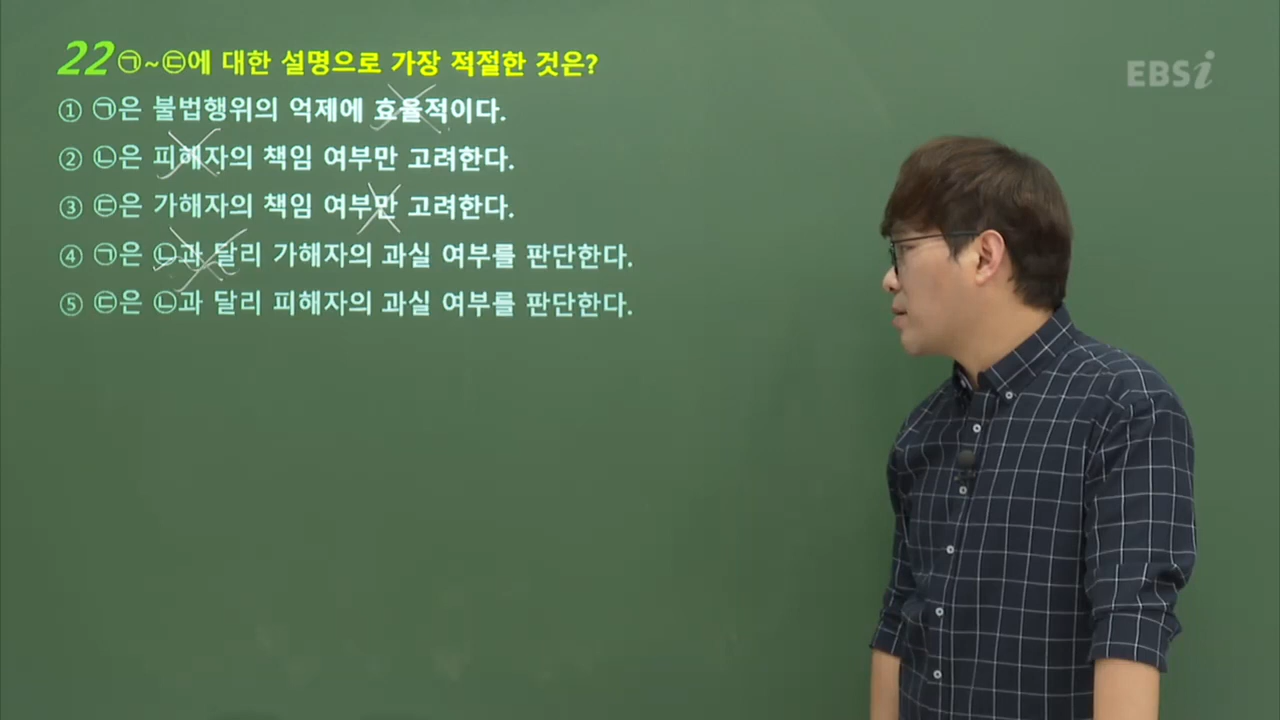 22 ㉠~㉢에 대한 설명으로 가장 적절한 것은?
EBSi
① ㉠은 불법행위의 억제에 효율적이다.
② ㉡은 피해자의 책임 여부만 고려한다.
③ ㉢은 가해자의 책임 여부만 고려한다.
④ ㉠은 ㉡과 달리 가해자의 과실 여부를 판단한다.
⑤ ㉢은 ㉡과 달리 피해자의 과실 여부를 판단한다.